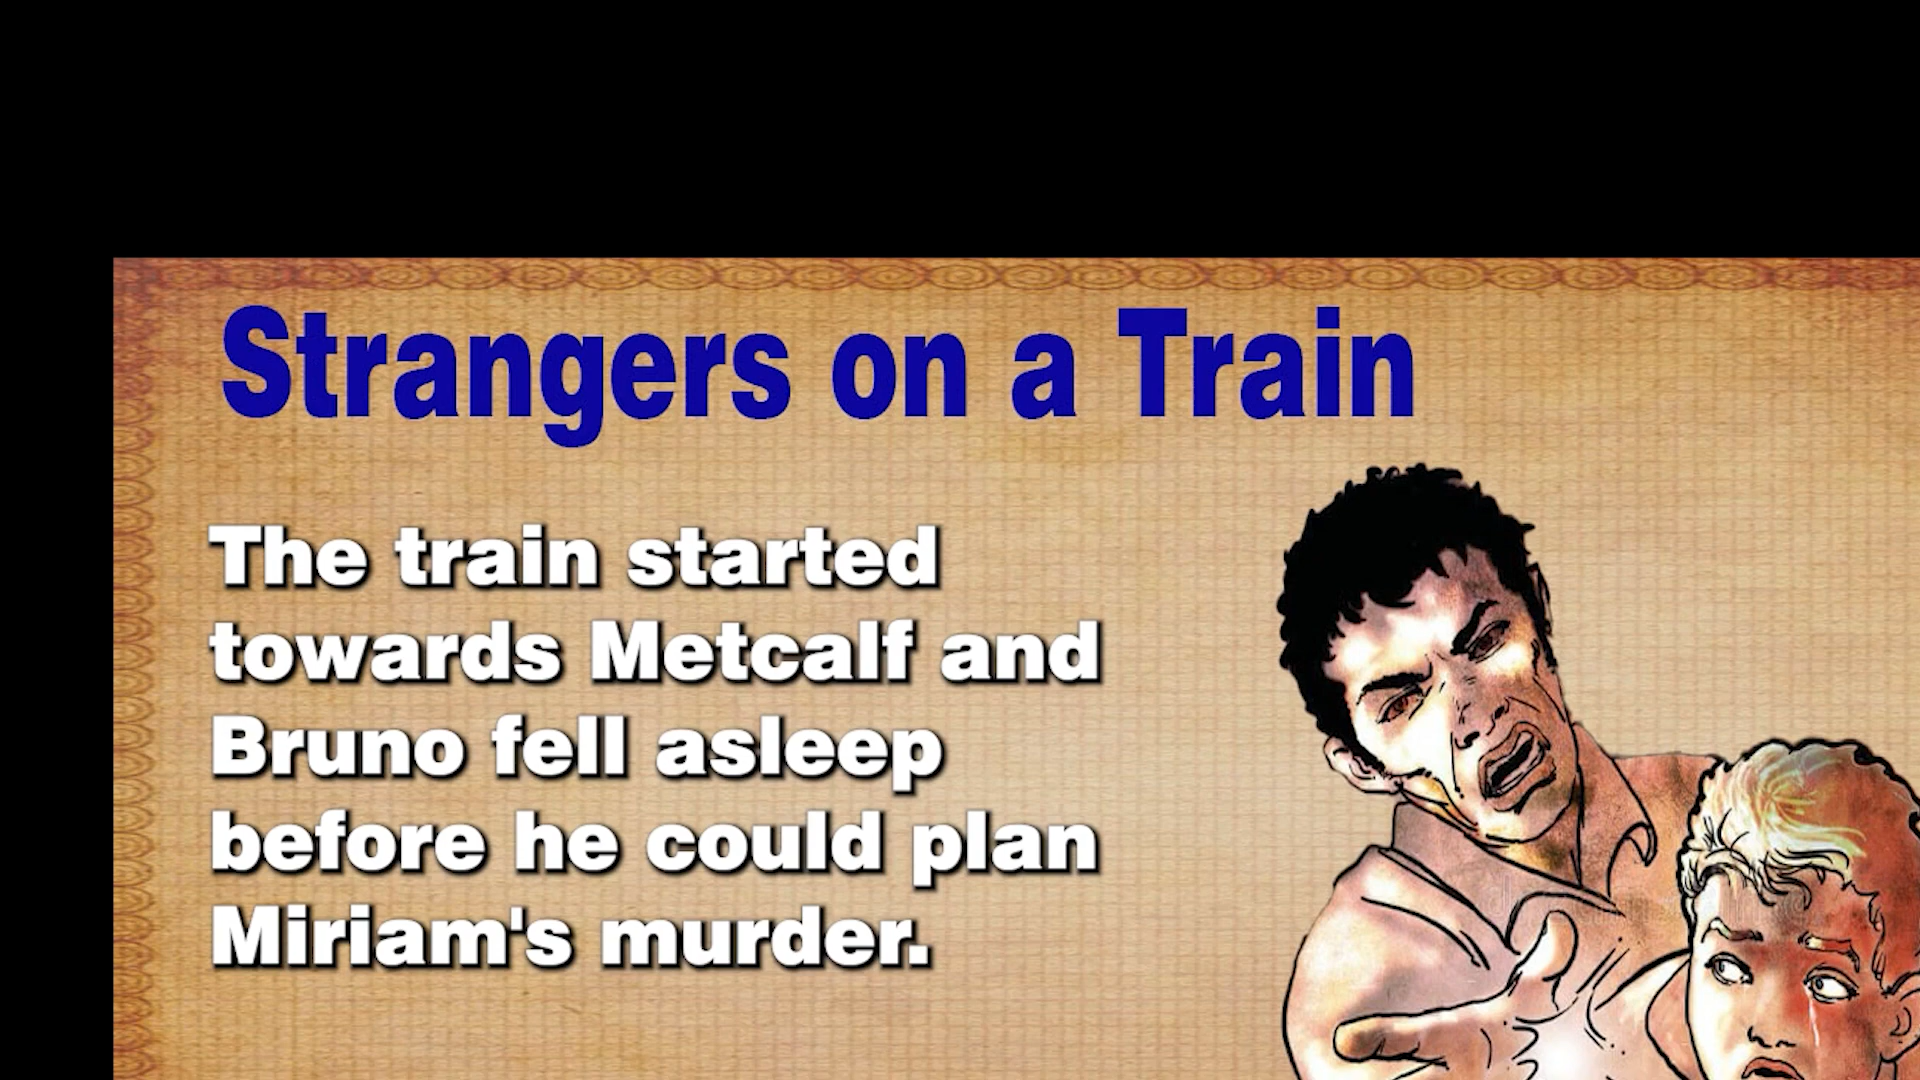 Strangers on a Train
The train started
towards Metcalf and
Bruno fell asleep
before he could plan
Miriam's murder.